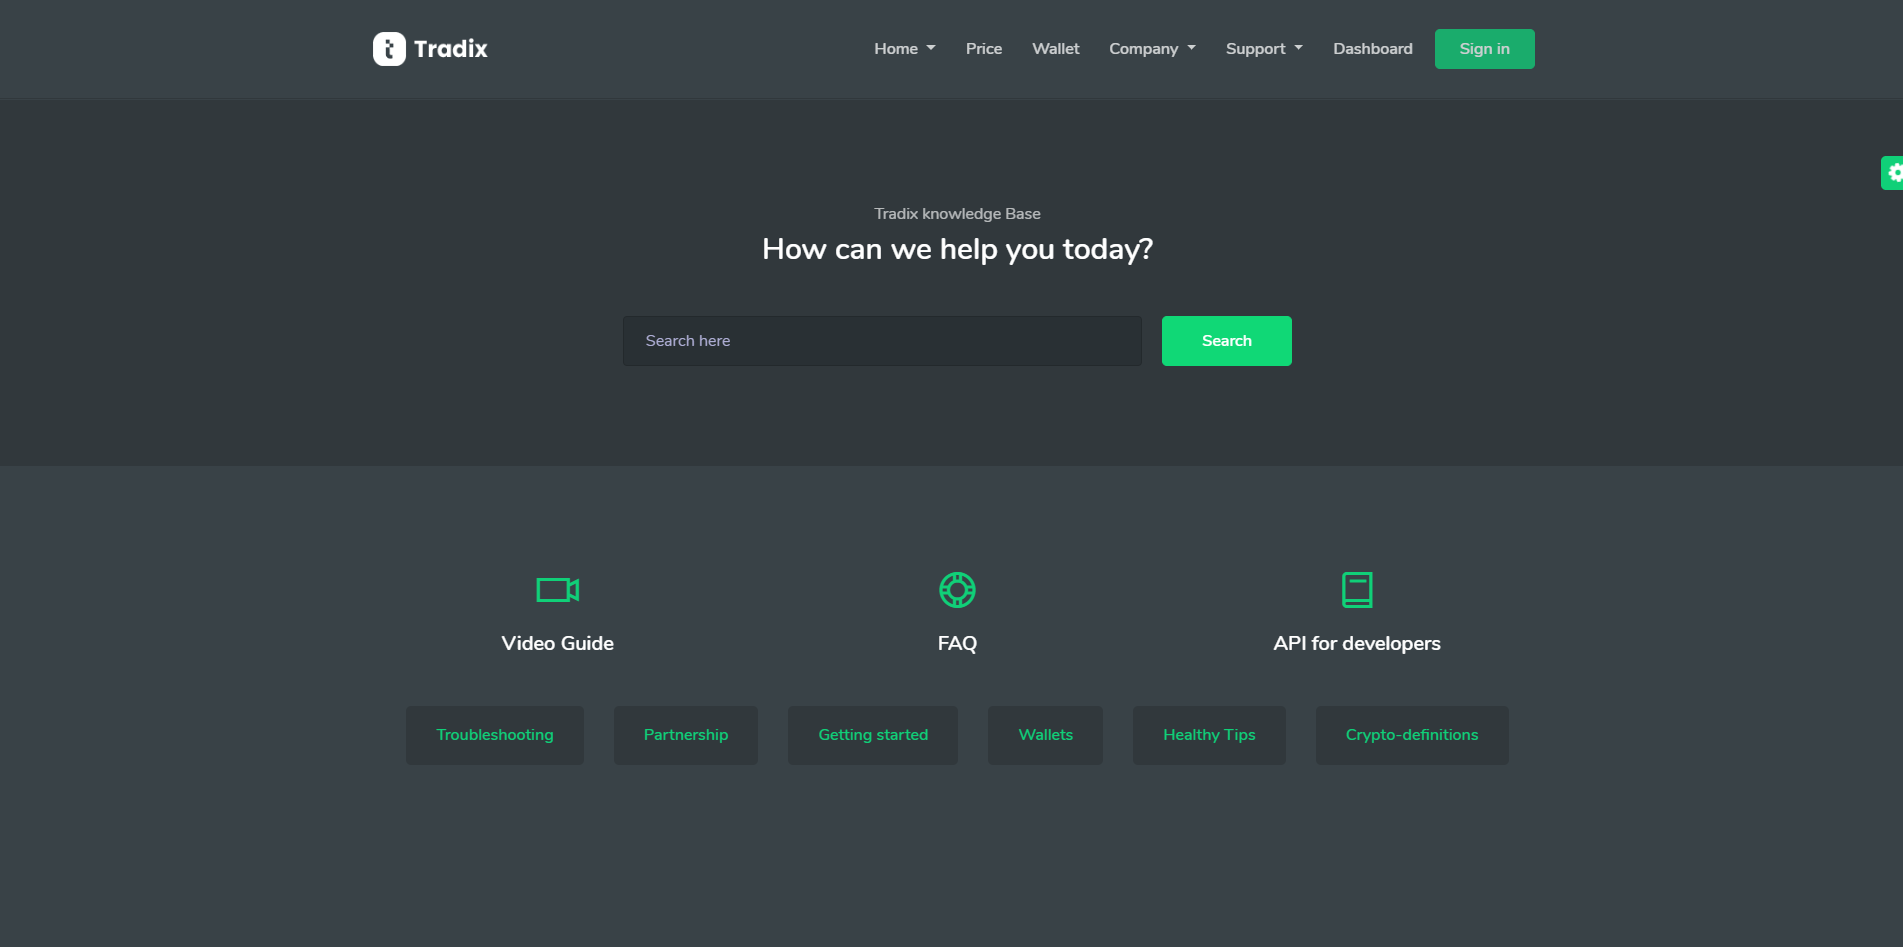 Tradix
Home Price Wallet Company Support Dashboard Sign in
Tradix knowledge Base
How can we help you today?
Search here Search
Video Guide FAQ API for developers
Troubleshooting Partnership Getting started Wallets Healthy Tips Crypto-definitions